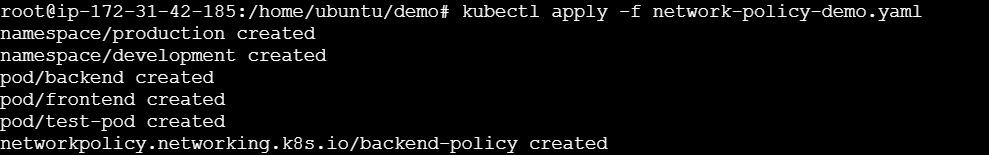 root@ip-172-31-42-185:/home/ubuntu/demo# kubectl apply -f network-policy-demo.yaml
namespace/production created
namespace/development created
pod/backend created
pod/frontend created
pod/test-pod created
networkpolicy.networking.k8s.io/backend-policy created